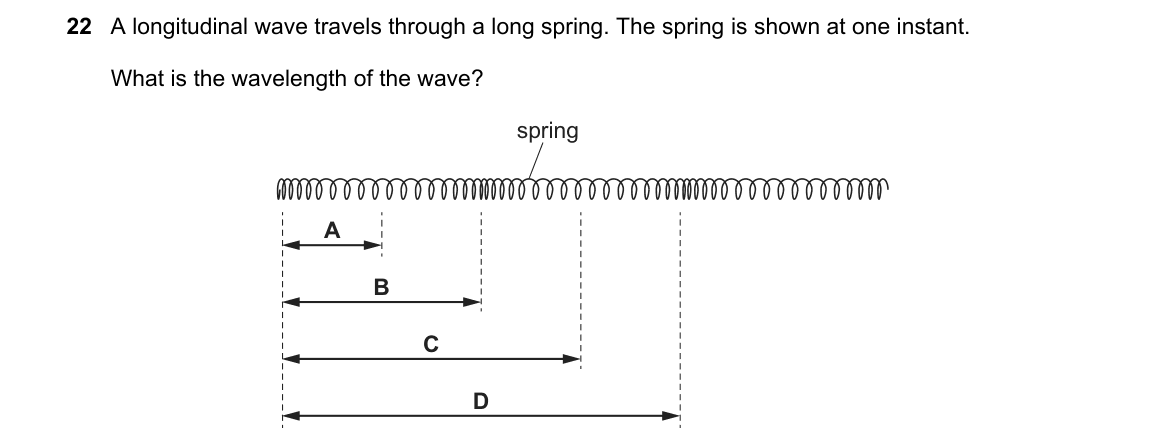 22 A longitudinal wave travels through a long spring. The spring is shown at one instant.
What is the wavelength of the wave?
spring
A
B
C
D